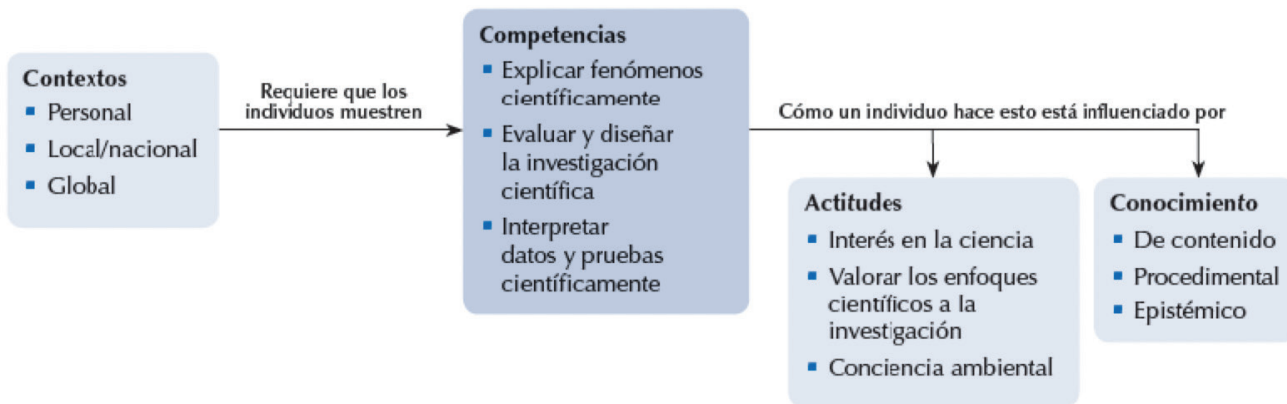 Contextos
Personal
Local/nacional
Global
Requiere que los
individuos muestren
Competencias
Explicar fenómenos
científicamente
Evaluar y diseñar
la investigación
científica
Interpretar
datos y pruebas
científicamente
Cómo un individuo hace esto está influenciado por
Actitudes
Interés en la ciencia
Valorar los enfoques
científicos a la
investigación
Conciencia ambiental
Conocimiento
De contenido
Procedimental
Epistémico